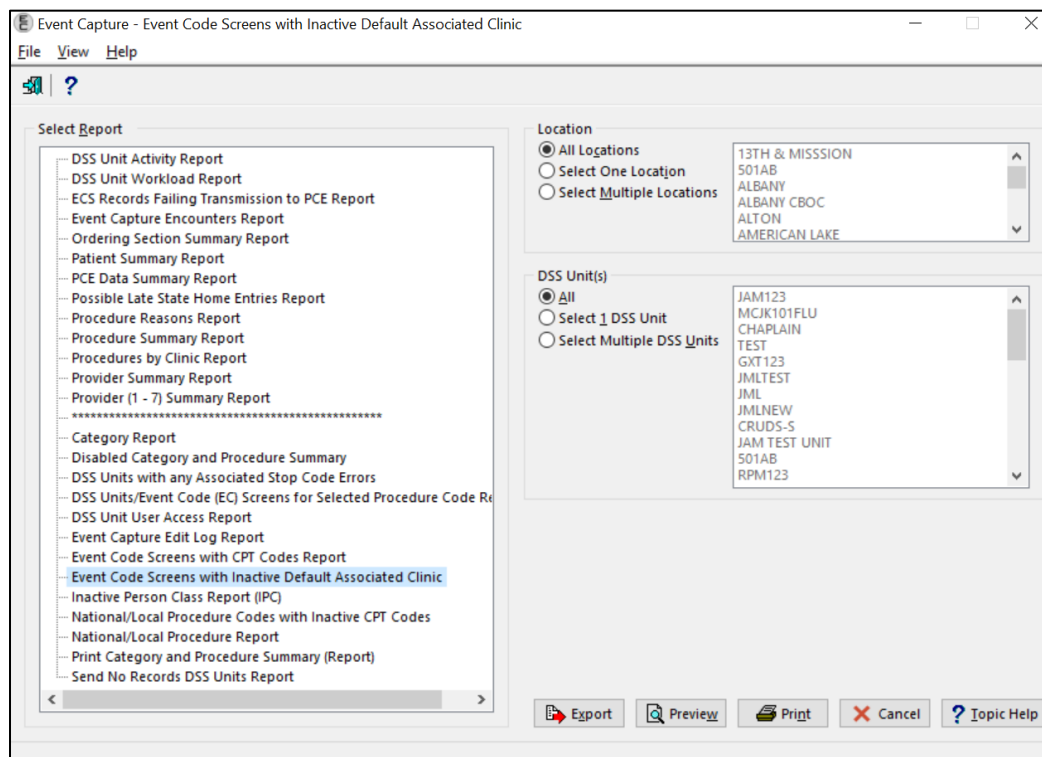 Event Capture - Event Code Screens with Inactive Default Associated Clinic
File View Help
Select Report
DSS Unit Activity Report
DSS Unit Workload Report
ECS Records Failing Transmission to PCE Report
Event Capture Encounters Report
Ordering Section Summary Report
Patient Summary Report
PCE Data Summary Report
Possible Late State Home Entries Report
Procedure Reasons Report
Procedure Summary Report
Procedures by Clinic Report
Provider Summary Report
Provider (1 - 7) Summary Report
**************************************************
Category Report
Disabled Category and Procedure Summary
DSS Units with any Associated Stop Code Errors
DSS Units/Event Code (EC) Screens for Selected Procedure Code Re
DSS Unit User Access Report
Event Capture Edit Log Report
Event Code Screens with CPT Codes Report
Event Code Screens with Inactive Default Associated Clinic
Inactive Person Class Report (IPC)
National/Local Procedure Codes with Inactive CPT Codes
National/Local Procedure Report
Print Category and Procedure Summary (Report)
Send No Records DSS Units Report
Location
All Locations
Select One Location
Select Multiple Locations
13TH & MISSSION
501AB
ALBANY
ALBANY CBOC
ALTON
AMERICAN LAKE
DSS Unit(s)
All
Select 1 DSS Unit
Select Multiple DSS Units
JAM123
MCJK101FLU
CHAPLAIN
TEST
GXT123
JMLTEST
JML
JMLNEW
CRUDS-S
JAM TEST UNIT
501AB
RPM123
Export Preview Print Cancel ? Topic Help